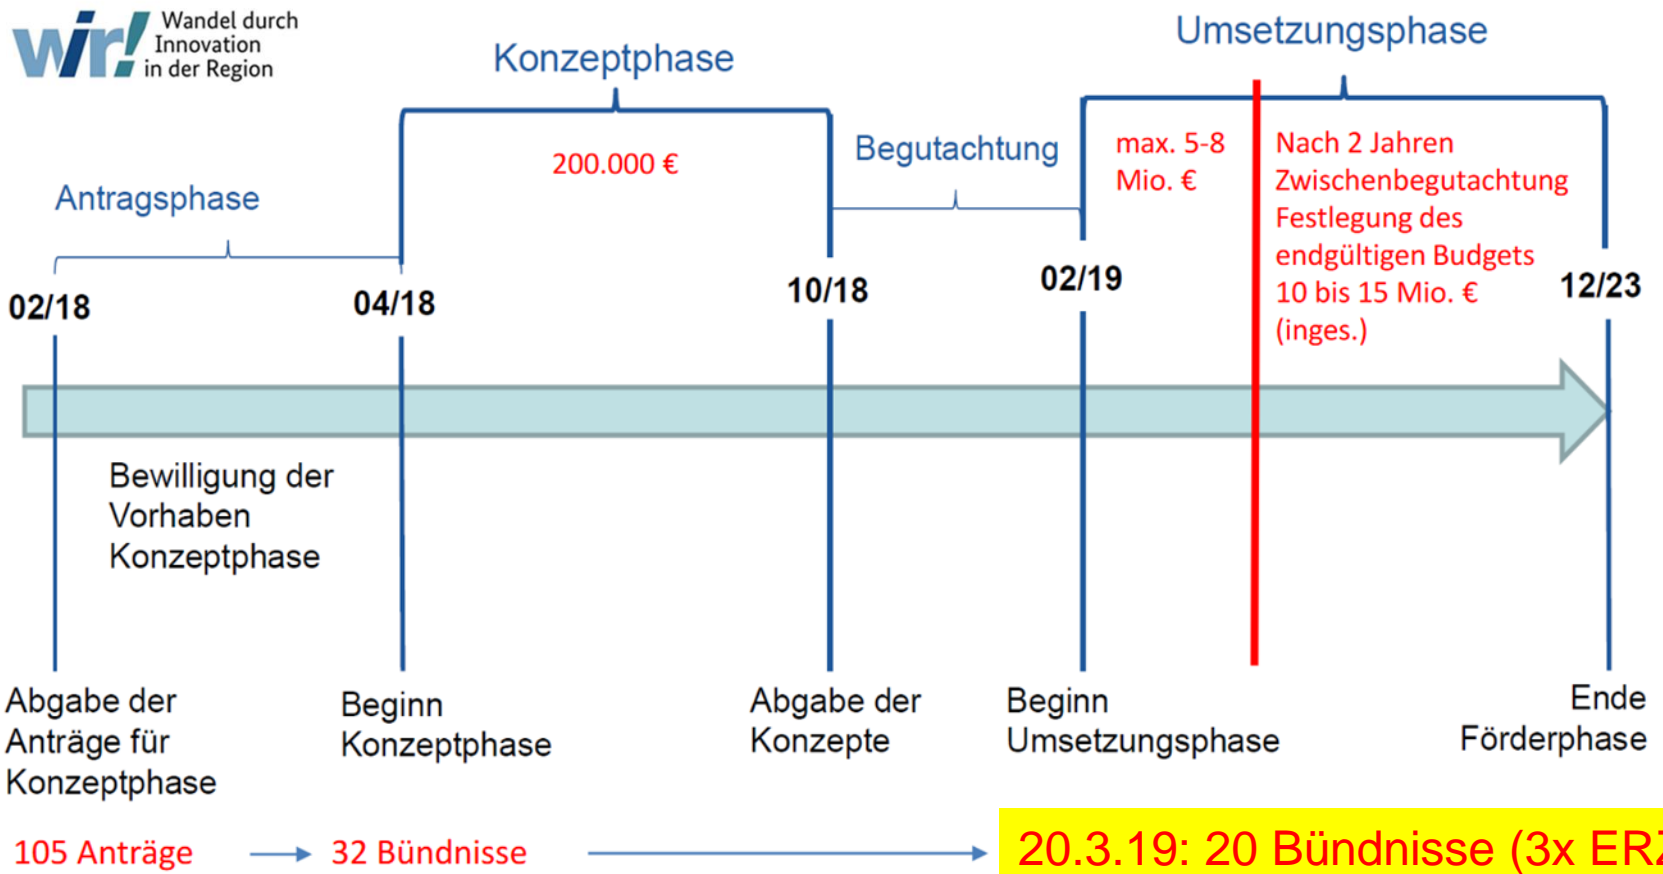 wir!
Wandel durch
Innovation
in der Region
Konzeptphase
Umsetzungsphase
Antragsphase
200.000 €
Begutachtung
max. 5-8
Mio. €
Nach 2 Jahren
Zwischenbegutachtung
Festlegung des
endgültigen Budgets
10 bis 15 Mio. €
(inges.)
02/18
04/18
10/18
02/19
12/23
Bewilligung der
Vorhaben
Konzeptphase
Abgabe der
Anträge für
Konzeptphase
Beginn
Konzeptphase
Abgabe der
Konzepte
Beginn
Umsetzungsphase
Ende
Förderphase
105 Anträge
32 Bündnisse
20.3.19: 20 Bündnisse (3x ERZ